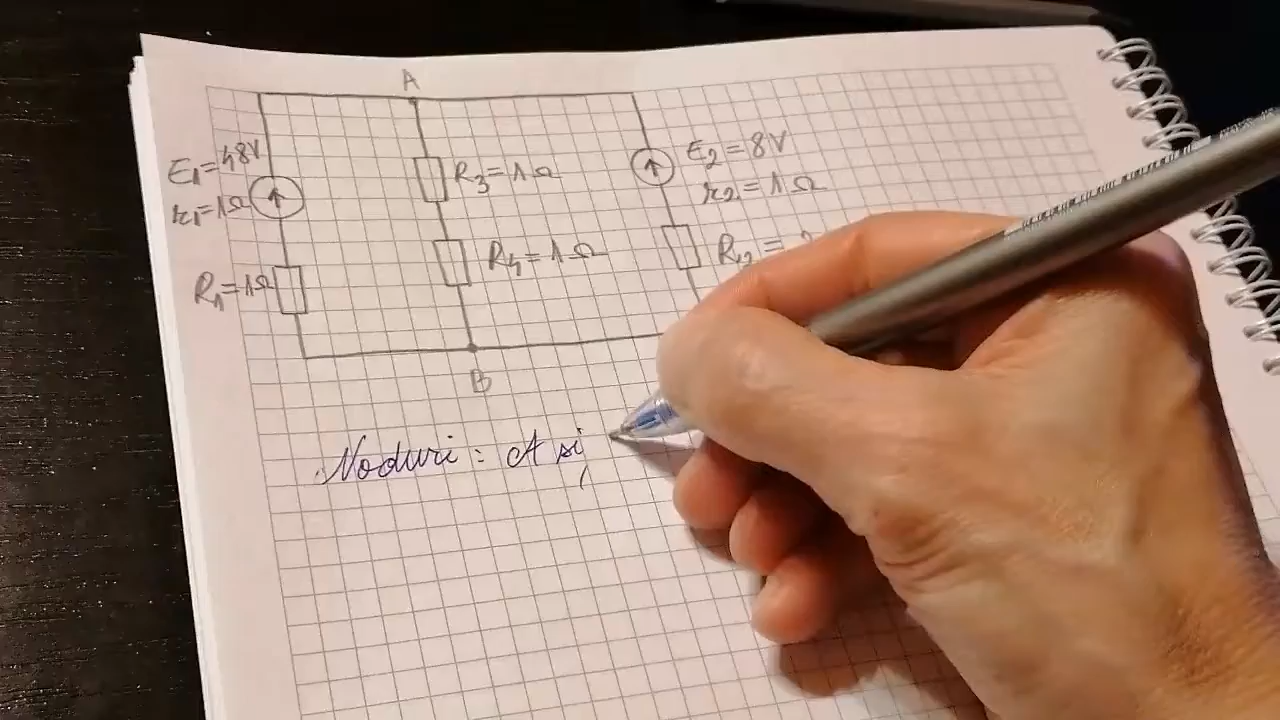 A
E1=48V
r1=1Ω
R1=1Ω
R3=1Ω
R4=1Ω
E2=8V
r2=1Ω
B
Noduri: A și